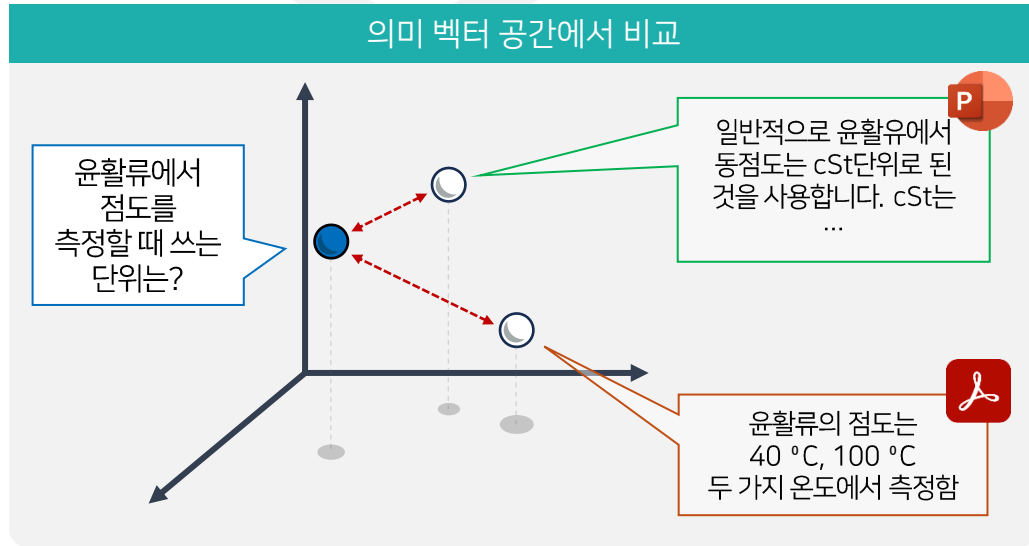 의미 벡터 공간에서 비교
윤활류에서
점도를
측정할 때 쓰는
단위는?
P
일반적으로 윤활유에서
동점도는 cSt단위로 된
것을 사용합니다. cSt는
...
윤활류의 점도는
40 ℃, 100 ℃
두 가지 온도에서 측정함